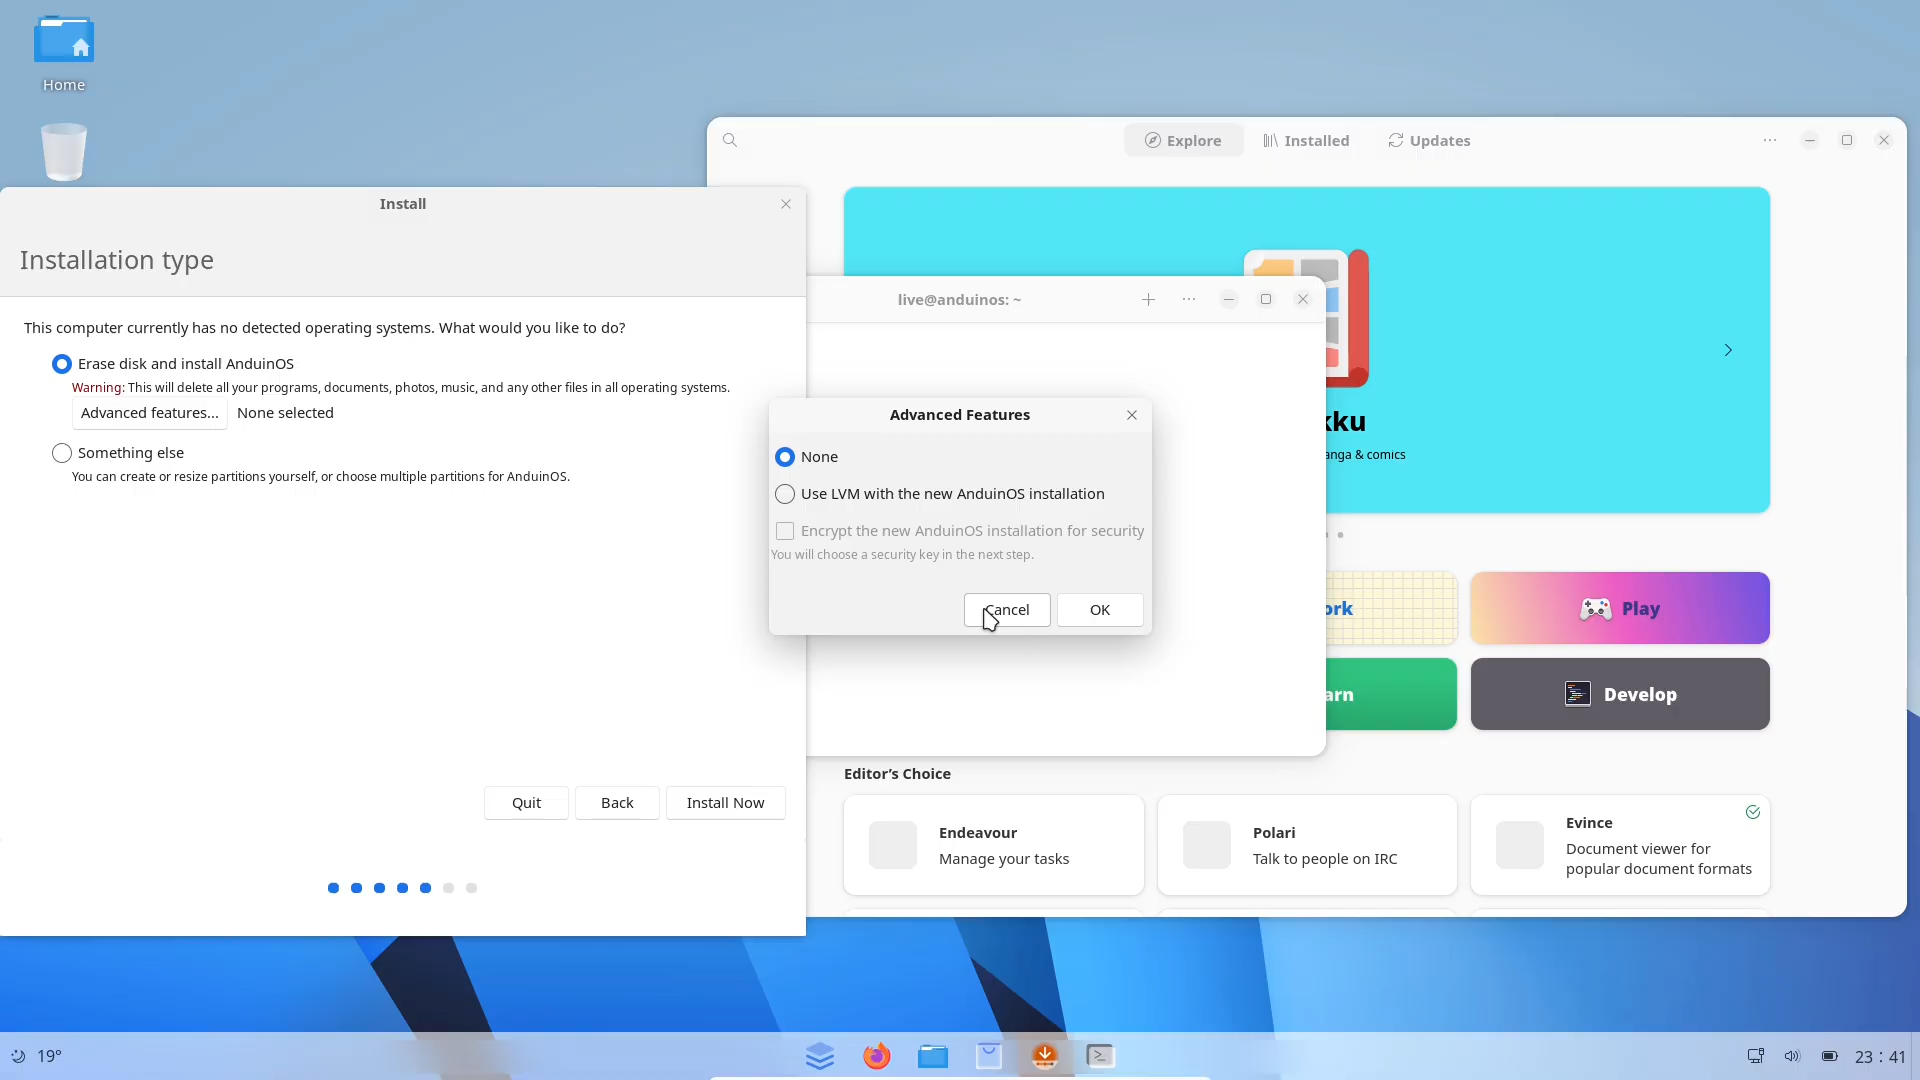 Home
Explore
Installed
Updates
Install
Installation type
This computer currently has no detected operating systems. What would you like to do?
Erase disk and install AnduinOS
Warning: This will delete all your programs, documents, photos, music, and any other files in all operating systems.
Advanced features...
None selected
Something else
You can create or resize partitions yourself, or choose multiple partitions for AnduinOS.
Quit
Back
Install Now
live@anduinos: ~
Advanced Features
None
Use LVM with the new AnduinOS installation
Encrypt the new AnduinOS installation for security
You will choose a security key in the next step.
Cancel
OK
kku
anga & comics
ork
Play
arn
Develop
Editor's Choice
Endeavour
Manage your tasks
Polari
Talk to people on IRC
Evince
Document viewer for
popular document formats
19°
23 : 41